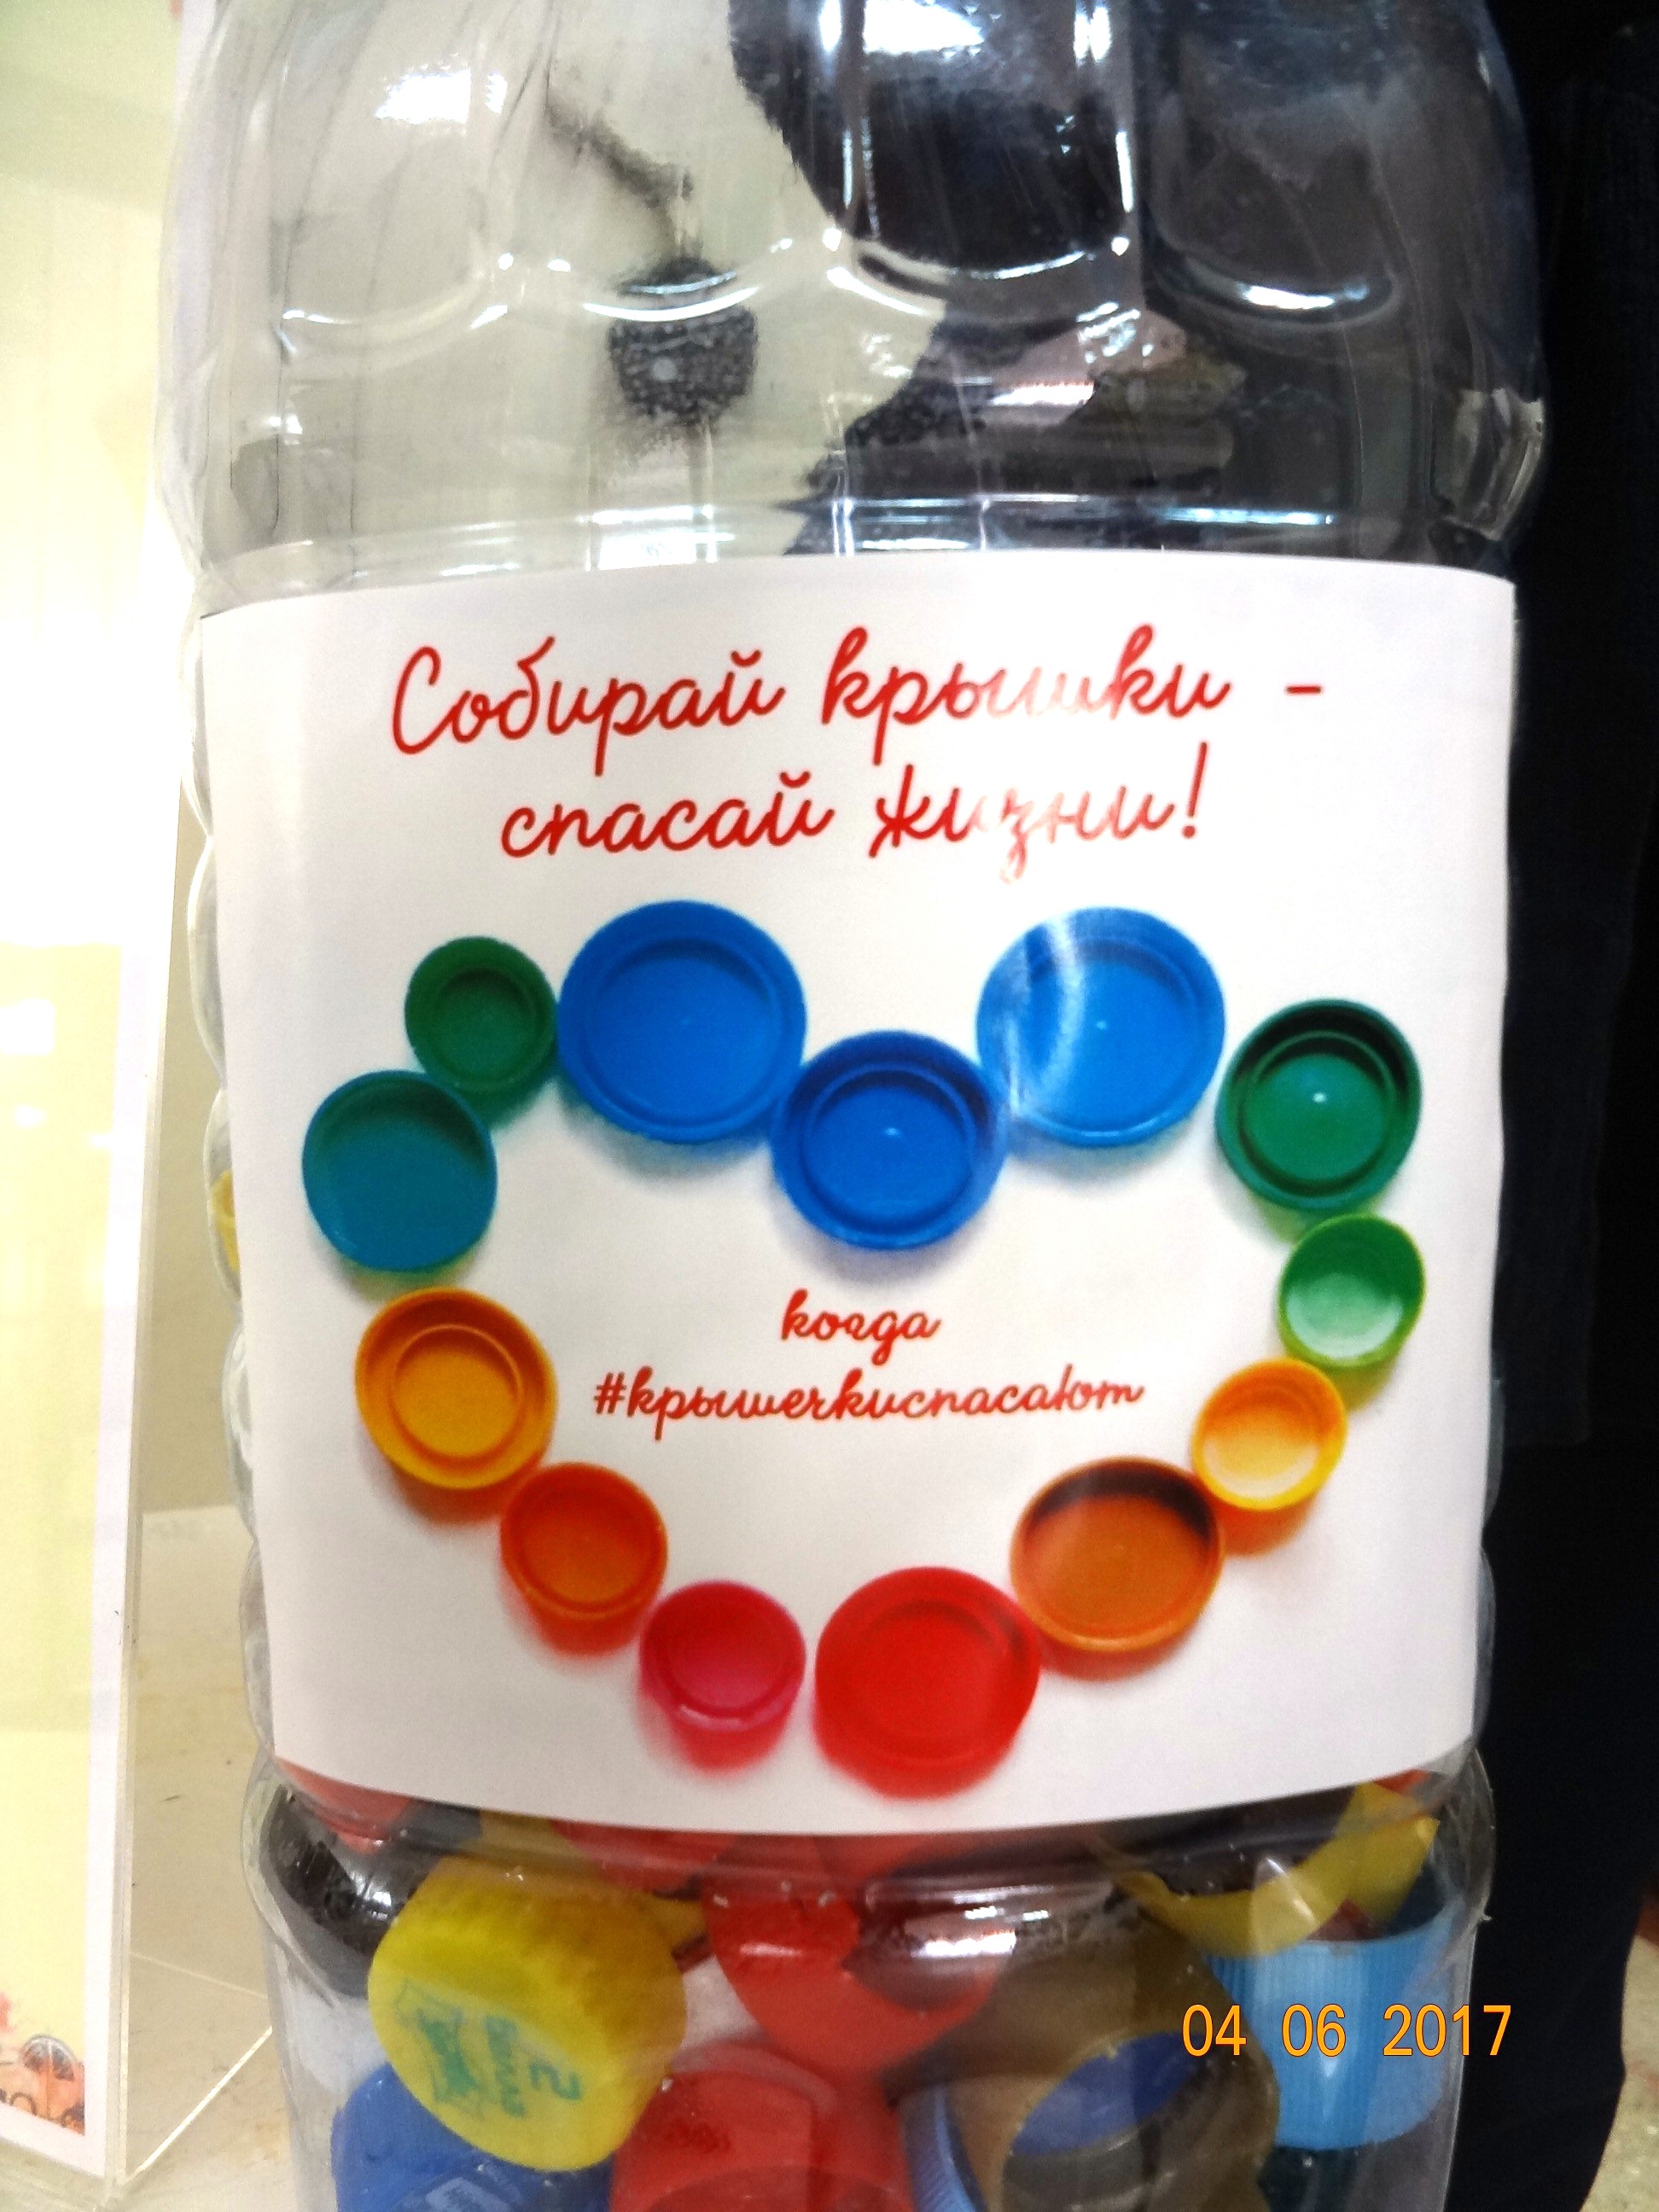 Собирай крышки -
спасай жизни!
когда
#крышечкиспасают
04 06 2017